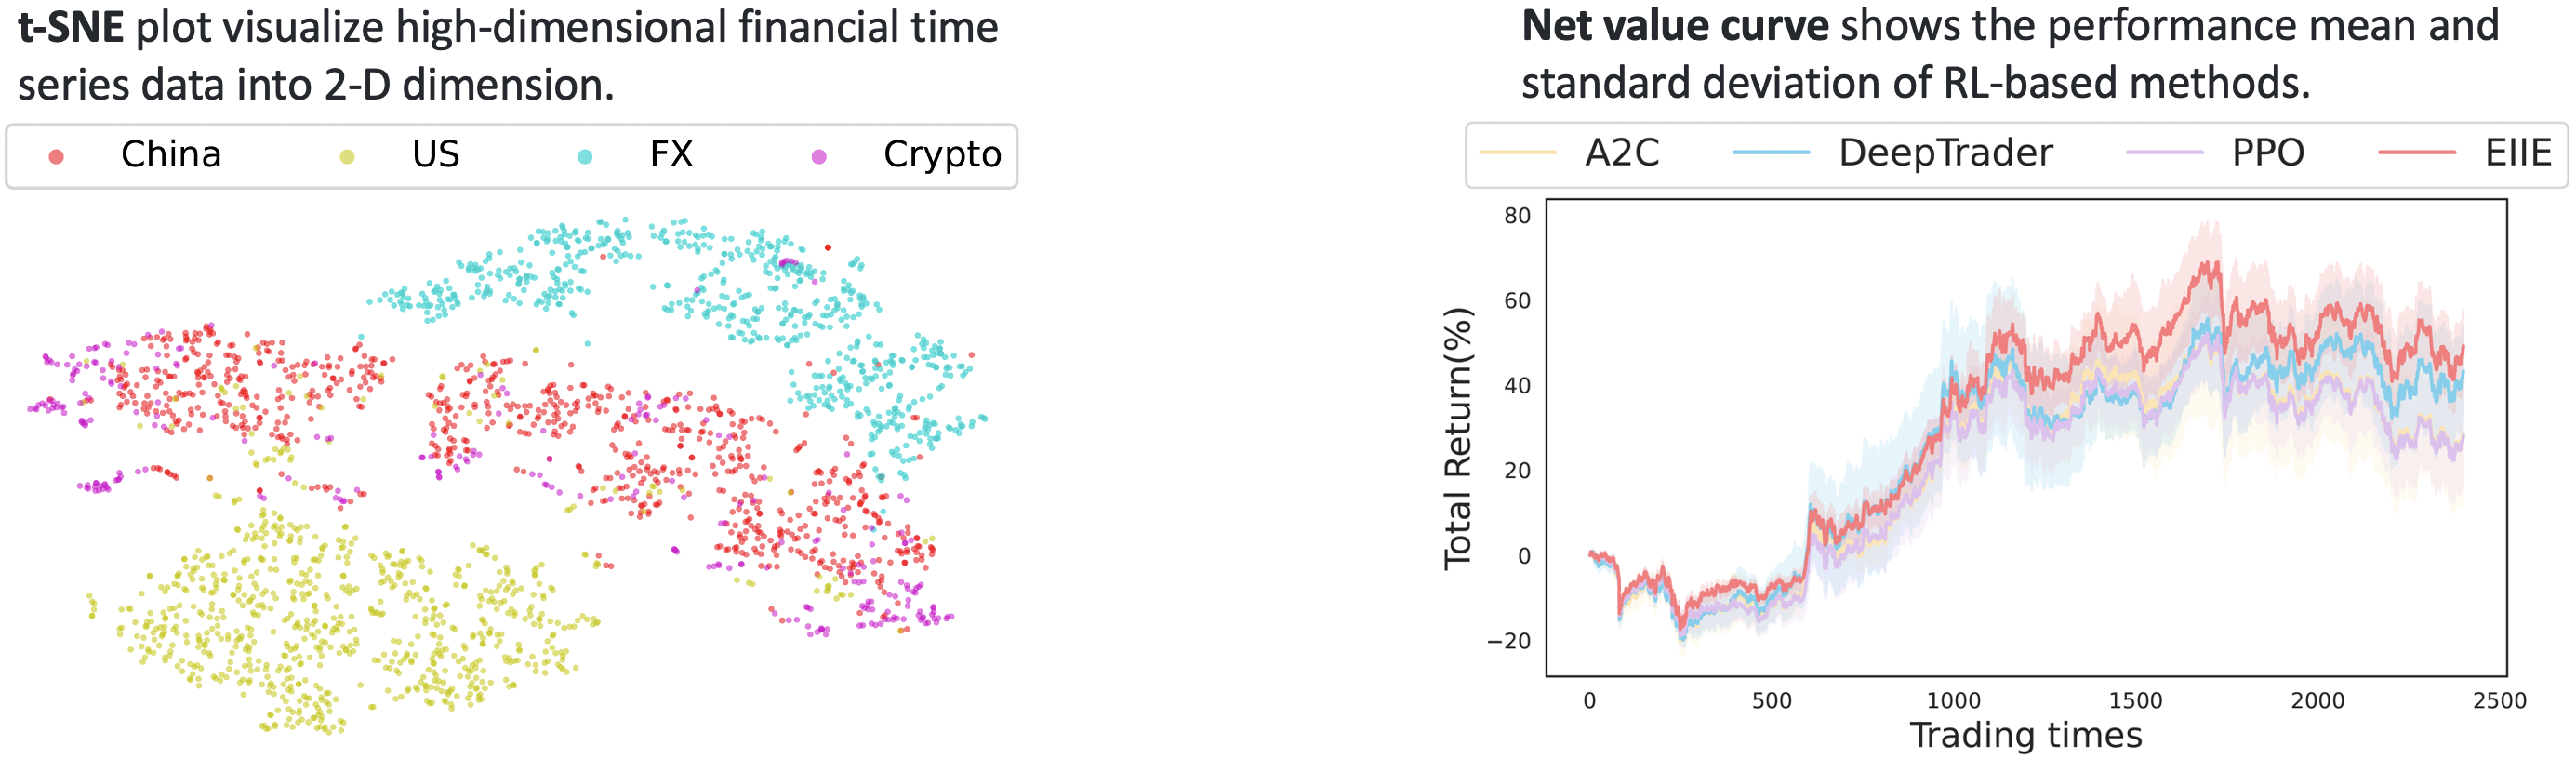 t-SNE plot visualize high-dimensional financial time
series data into 2-D dimension.
China US FX Crypto
Net value curve shows the performance mean and
standard deviation of RL-based methods.
A2C DeepTrader PPO EIIE
Total Return(%)
80
60
40
20
0
−20
0 500 1000 1500 2000 2500
Trading times